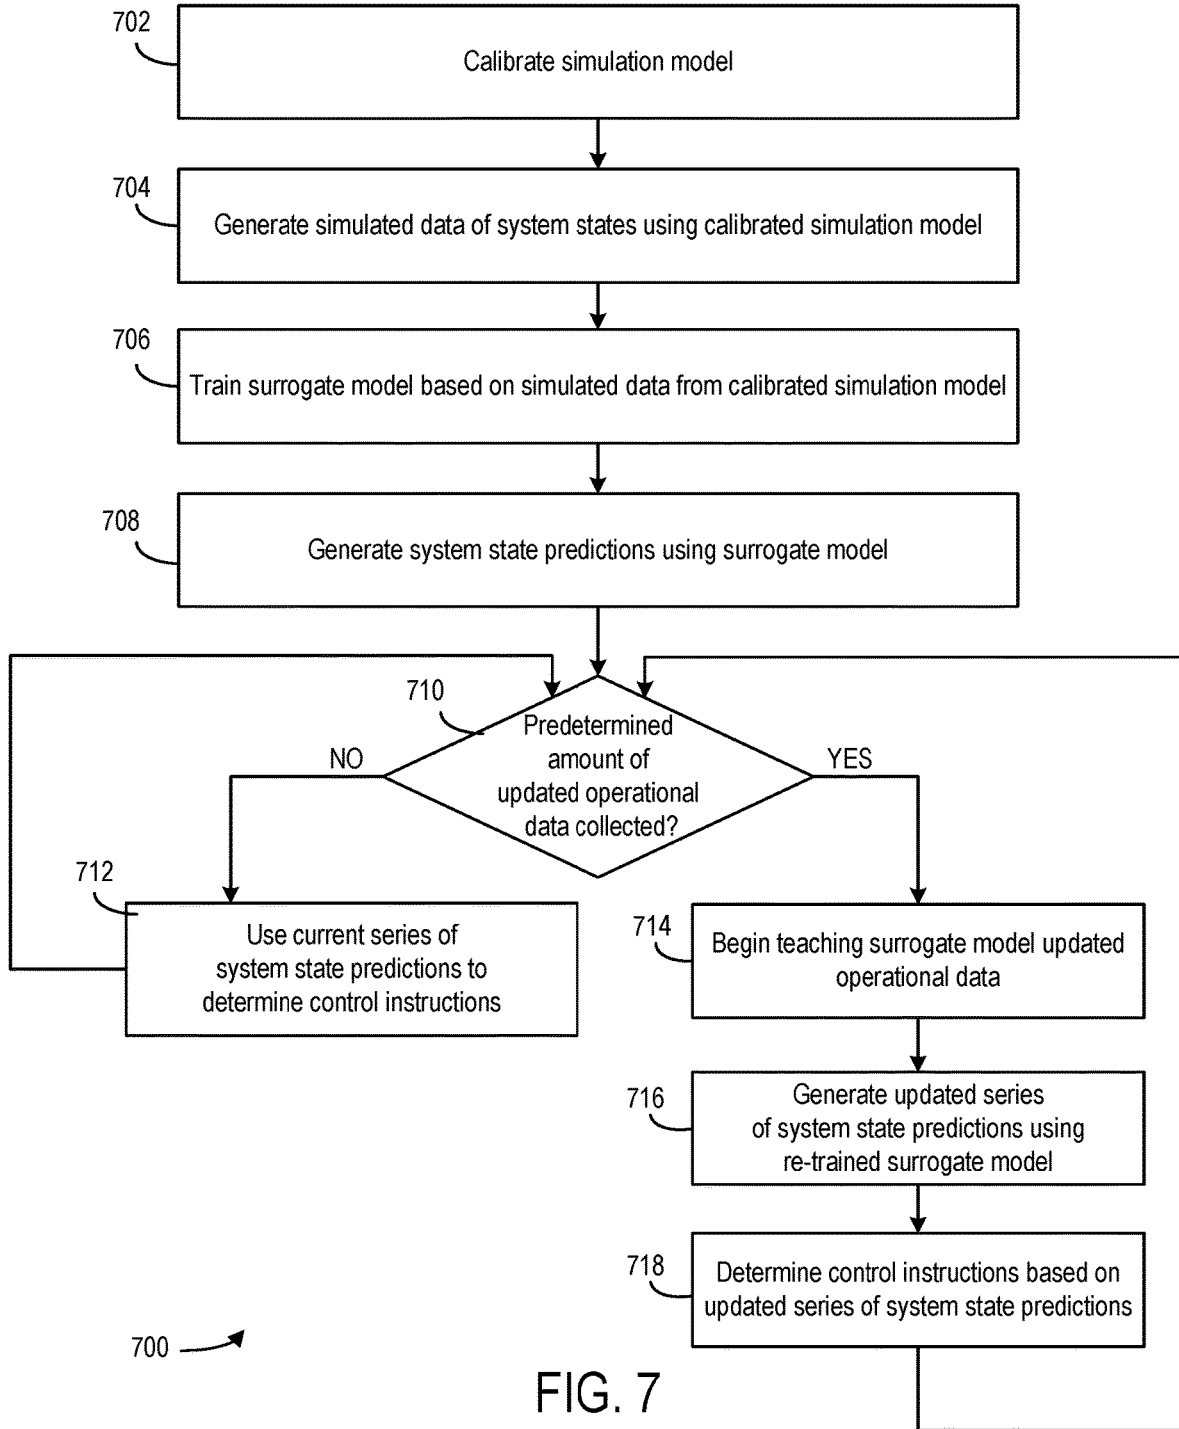 702
Calibrate simulation model
704
Generate simulated data of system states using calibrated simulation model
706
Train surrogate model based on simulated data from calibrated simulation model
708
Generate system state predictions using surrogate model
710
Predetermined
amount of
updated operational
data collected?
NO
YES
712
Use current series of
system state predictions to
determine control instructions
714
Begin teaching surrogate model updated
operational data
716
Generate updated series
of system state predictions using
re-trained surrogate model
718
Determine control instructions based on
updated series of system state predictions
700
FIG. 7